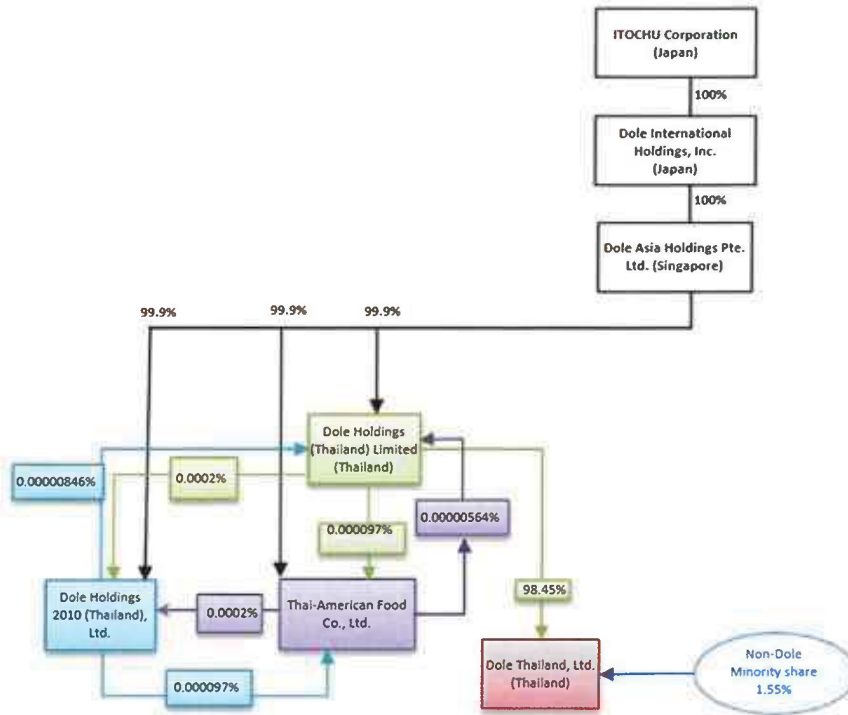 ITOCHU Corporation
(Japan)
100%
Dole International
Holdings, Inc.
(Japan)
100%
Dole Asia Holdings Pte.
Ltd. (Singapore)
99.9%
99.9%
99.9%
Dole Holdings
(Thailand) Limited
(Thailand)
0.00000846%
0.0002%
0.00000564%
0.000097%
98.45%
Dole Holdings
2010 (Thailand),
Ltd.
0.0002%
Thai-American Food
Co., Ltd.
0.000097%
Dole Thailand, Ltd.
(Thailand)
Non-Dole
Minority share
1.55%